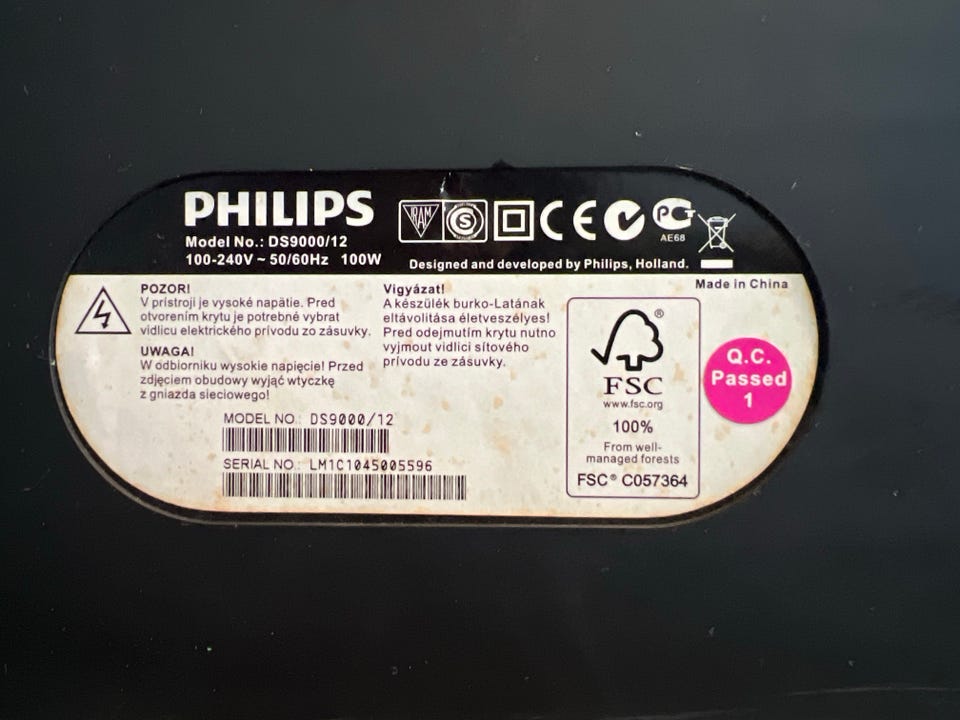 PHILIPS
Model No.: DS9000/12
100-240V ~ 50/60Hz 100W
S
CE
PG
AE68
Designed and developed by Philips, Holland.
Made in China
POZOR!
V pristroji je vysoké napätie. Pred
otvorením krytu je potrebné vybrat
vidlicu elektrického prívodu zo zásuvky.
UWAGA!
W odbiorniku wysokie napięcie! Przed
zdjęciem obudowy wyjąć wtyczkę
z gniazda sieciowego!
Vigyázat!
A készülék burko-Latának
eltávolítása életveszélyes!
Pred odejmutím krytu nutno
vyjmout vidlici síťového
prívodu ze zásuvky.
MODEL NO.: DS9000/12
SERIAL NO.: LM1C1045005596
®
FSC
www.fsc.org
100%
From well-
managed forests
FSC® C057364
Q.C.
Passed
1